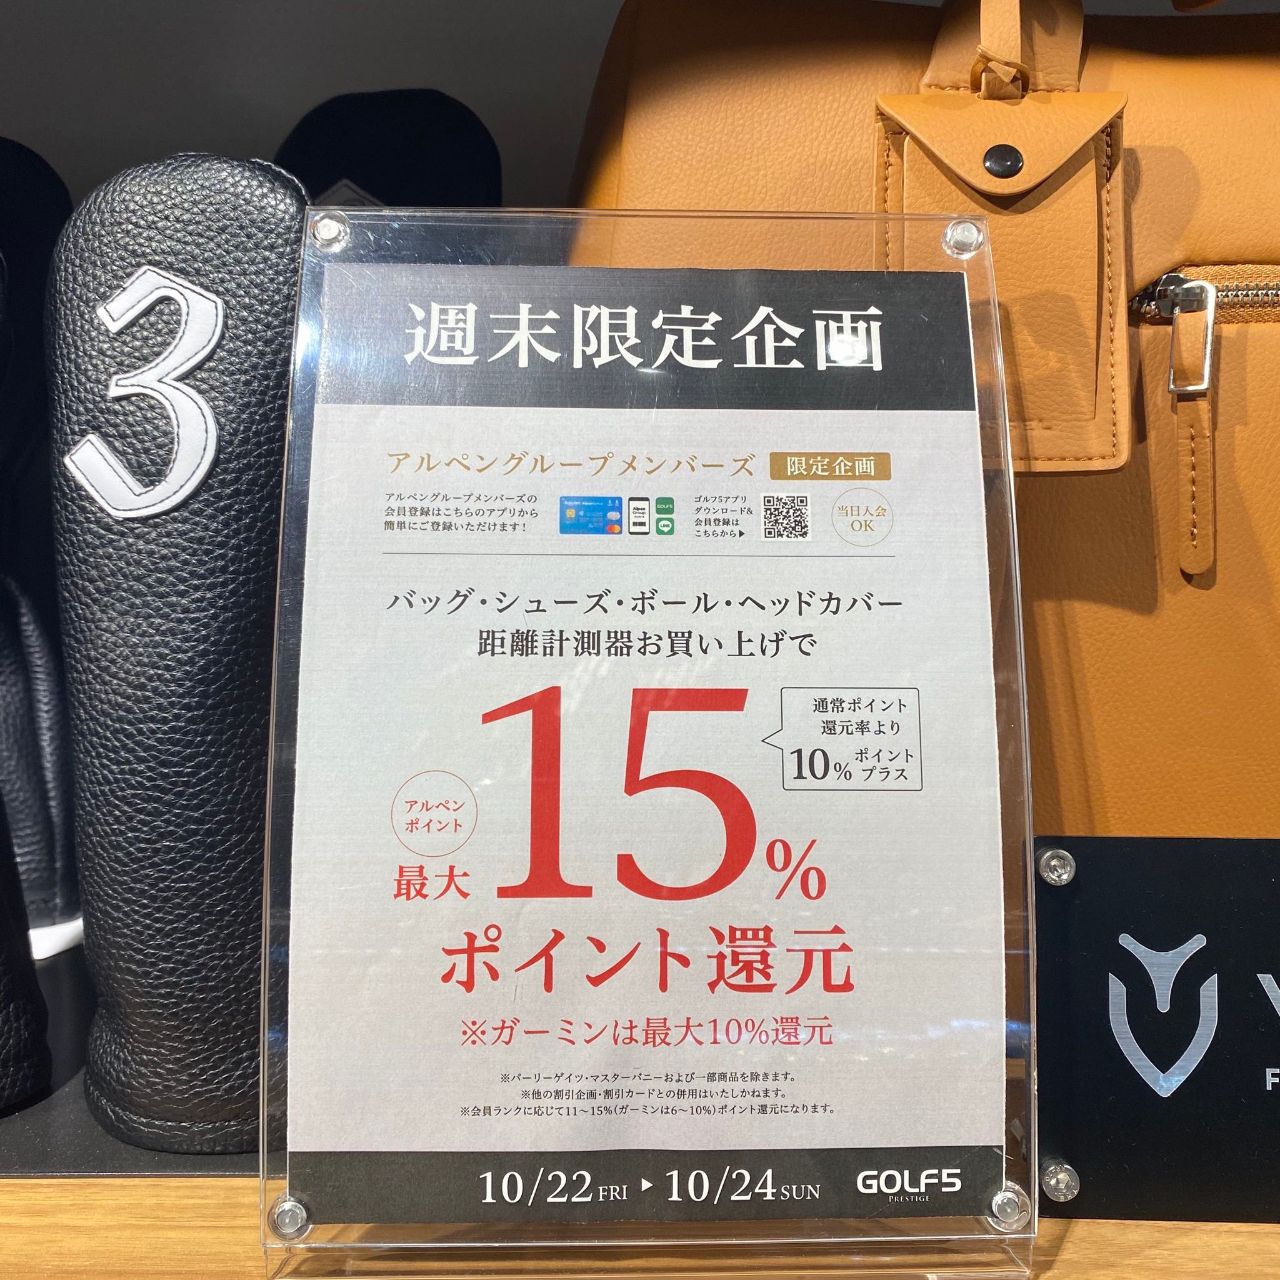 3
週末限定企画
アルペングループメンバーズ 限定企画
アルペングループメンバーズの
会員登録はこちらのアプリから
簡単にご登録いただけます!
GOLF5
LINE
ゴルフ5アプリ
ダウンロード&
会員登録は
こちらから▶
当日入会
OK
バッグ・シューズ・ボール・ヘッドカバー
距離計測器お買い上げで
アルペン
ポイント
最大
15%
通常ポイント
還元率より
10%ポイント
プラス
ポイント還元
※ガーミンは最大10%還元
※パーリーゲイツ・マスターバニーおよび一部商品を除きます。
※他の割引企画・割引カードとの併用はいたしかねます。
※会員ランクに応じて11~15%(ガーミンは6~10%)ポイント還元になります。
10/22 FRI ▶ 10/24 SUN
GOLF5
PRESTIGE